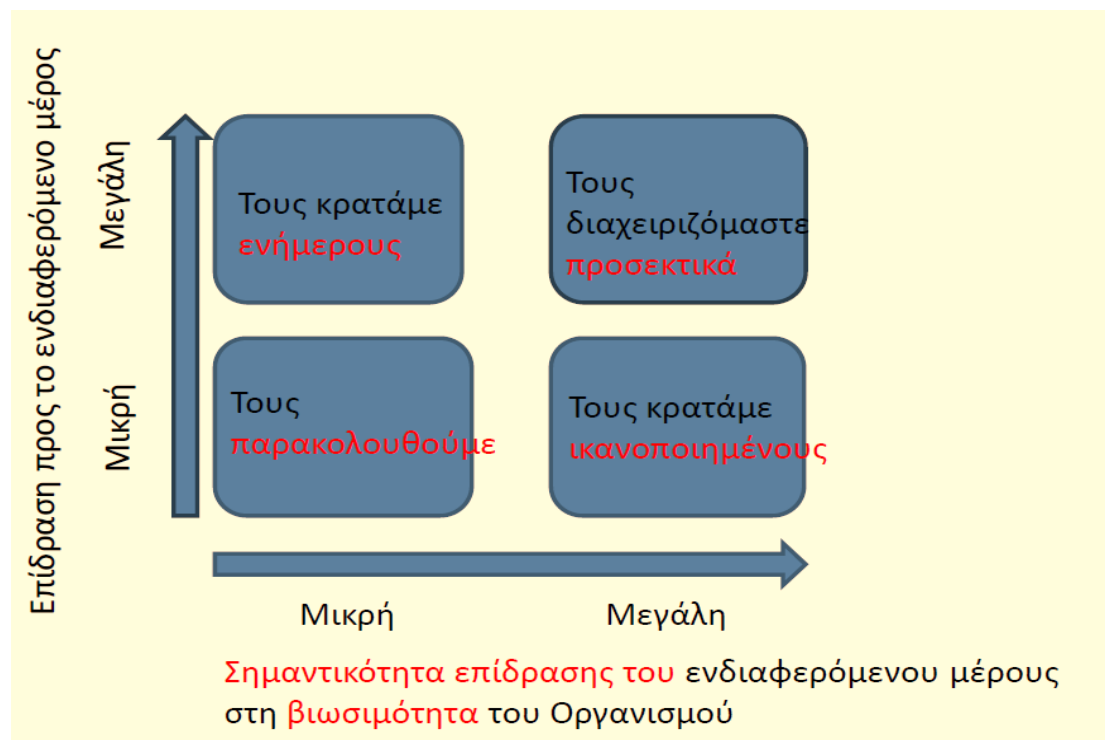 Επίδραση προς το ενδιαφερόμενο μέρος
Μεγάλη
Μικρή
Τους κρατάμε
ενήμερους
Τους
διαχειριζόμαστε
προσεκτικά
Τους
παρακολουθούμε
Τους κρατάμε
ικανοποιημένους
Μικρή
Μεγάλη
Σημαντικότητα επίδρασης του ενδιαφερόμενου μέρους
στη βιωσιμότητα του Οργανισμού